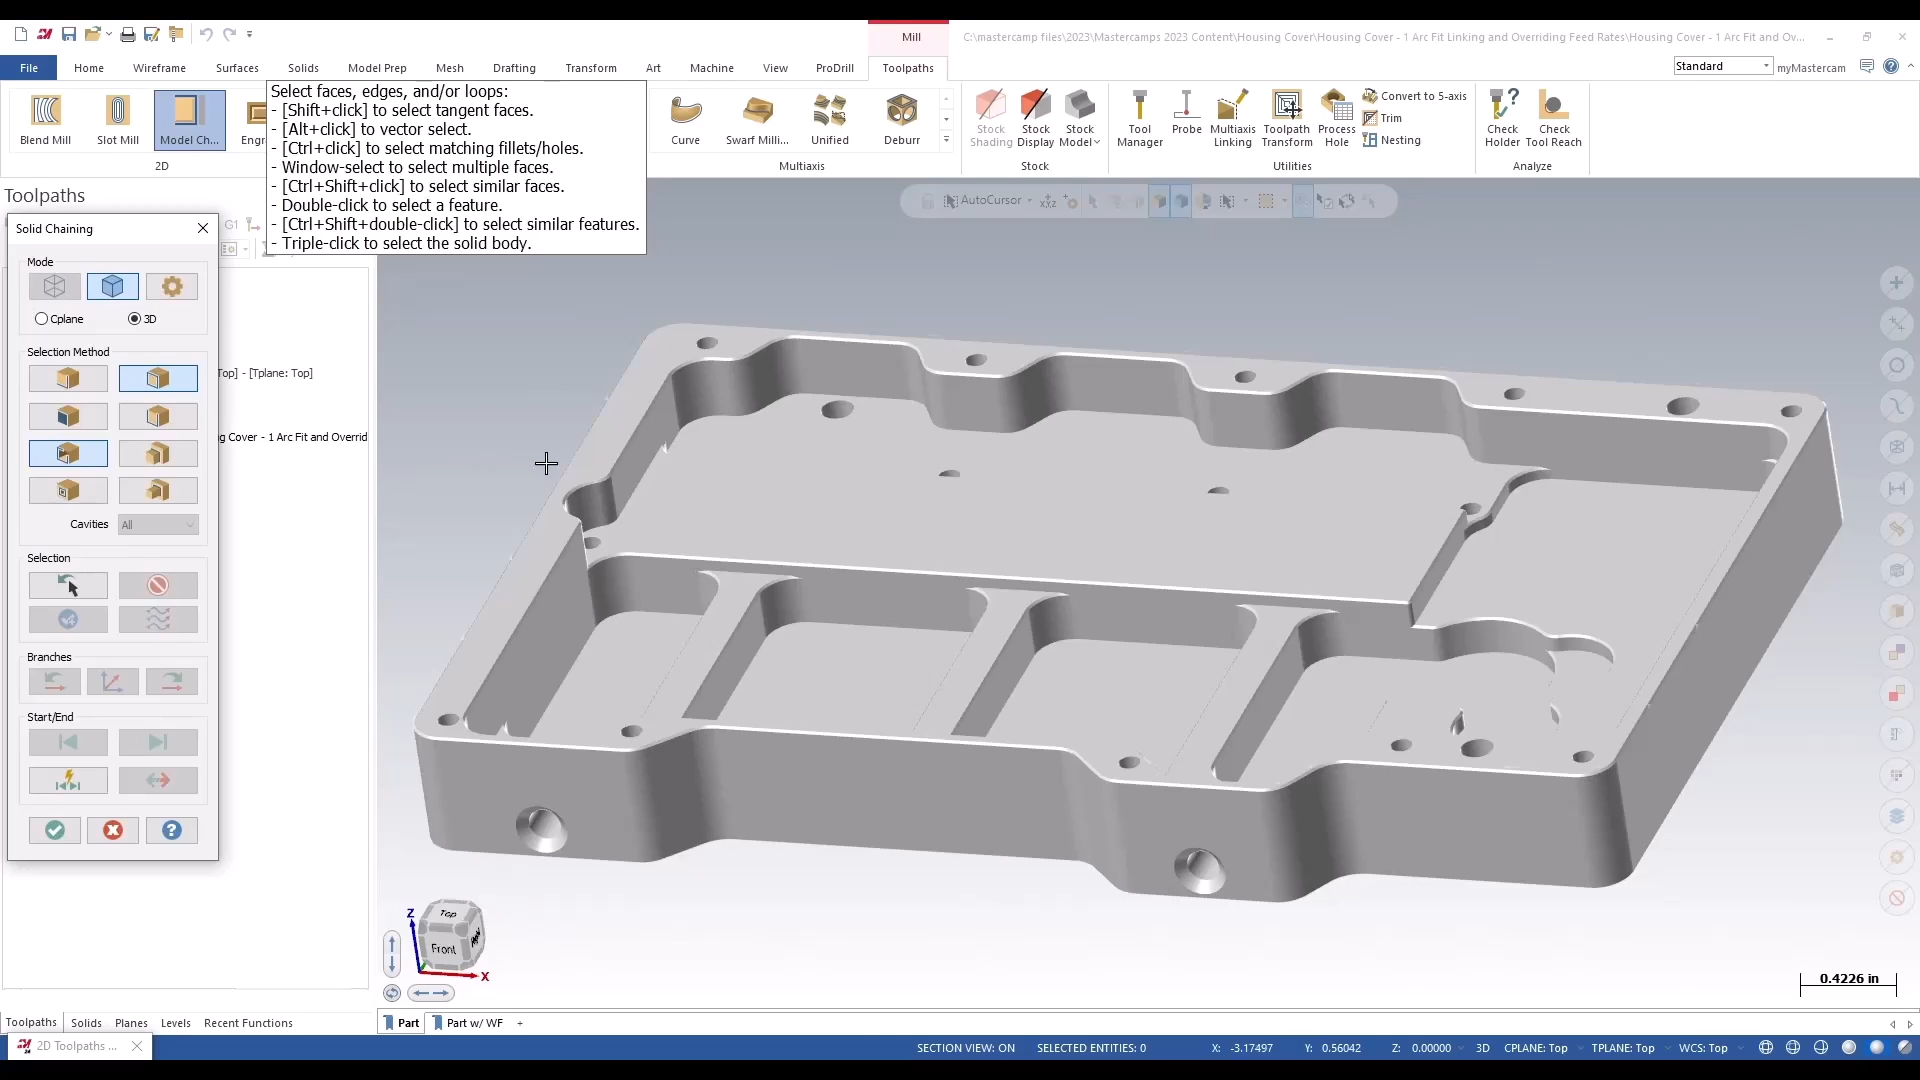 Mill
C:\mastercamp files\2023\Mastercamps 2023 Content\Housing Cover\Housing Cover - 1 Arc Fit Linking and Overriding Feed Rates\Housing Cover - 1 Arc Fit and Ov...
File
Home
Wireframe
Surfaces
Solids
Model Prep
Mesh
Drafting
Transform
Art
Machine
View
ProDrill
Toolpaths
Standard
myMastercam
Select faces, edges, and/or loops:
- [Shift+click] to select tangent faces.
- [Alt+click] to vector select.
- [Ctrl+click] to select matching fillets/holes.
- Window-select to select multiple faces.
- [Ctrl+Shift+click] to select similar faces.
- Double-click to select a feature.
- [Ctrl+Shift+double-click] to select similar features.
- Triple-click to select the solid body.
Blend Mill
Slot Mill
Model Ch...
Engr
2D
Curve
Swarf Milli...
Unified
Deburr
Multiaxis
Stock Shading
Stock Display
Stock Model
Stock
Tool Manager
Probe
Multiaxis Linking
Toolpath Transform
Process Hole
Convert to 5-axis
Trim
Nesting
Utilities
Check Holder
Check Tool Reach
Analyze
Toolpaths
G1
AutoCursor
Solid Chaining
Mode
Cplane
3D
Selection Method
Top] - [Tplane: Top]
g Cover - 1 Arc Fit and Overrid
Cavities
All
Selection
Branches
Start/End
Top
Front
Z
X
0.4226 in
Toolpaths
Solids
Planes
Levels
Recent Functions
Part
Part w/ WF
+
2D Toolpaths ...
SECTION VIEW: ON
SELECTED ENTITIES: 0
X: -3.17497
Y: 0.56042
Z: 0.00000
3D
CPLANE: Top
TPLANE: Top
WCS: Top